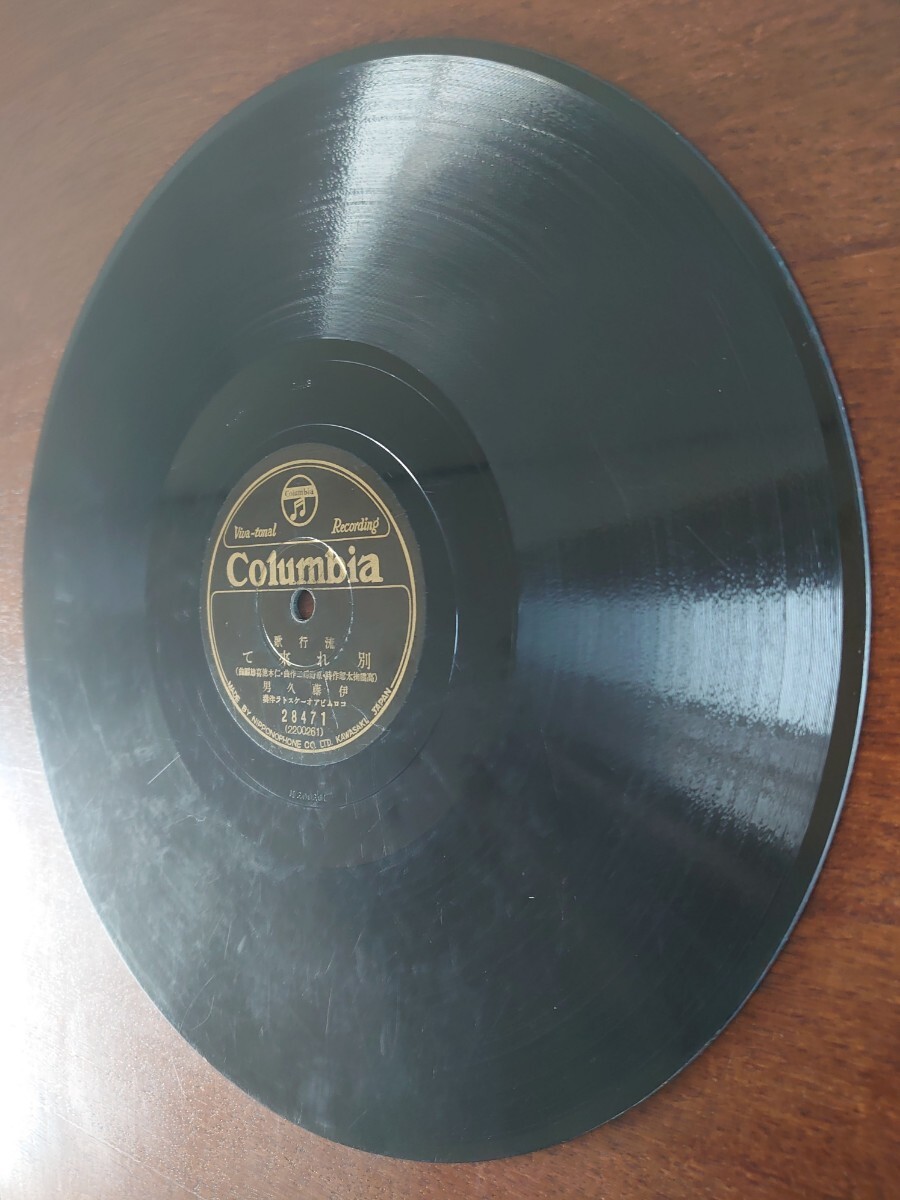 Columbia
Viva-tonal Recording
Columbia
歌行流
て来れ別
男久藤伊
奏伴ラトスケーオアビムロコ
28471
(2200261)
MADE BY NIPPONOPHONE CO., LTD. KAWASAKI, JAPAN